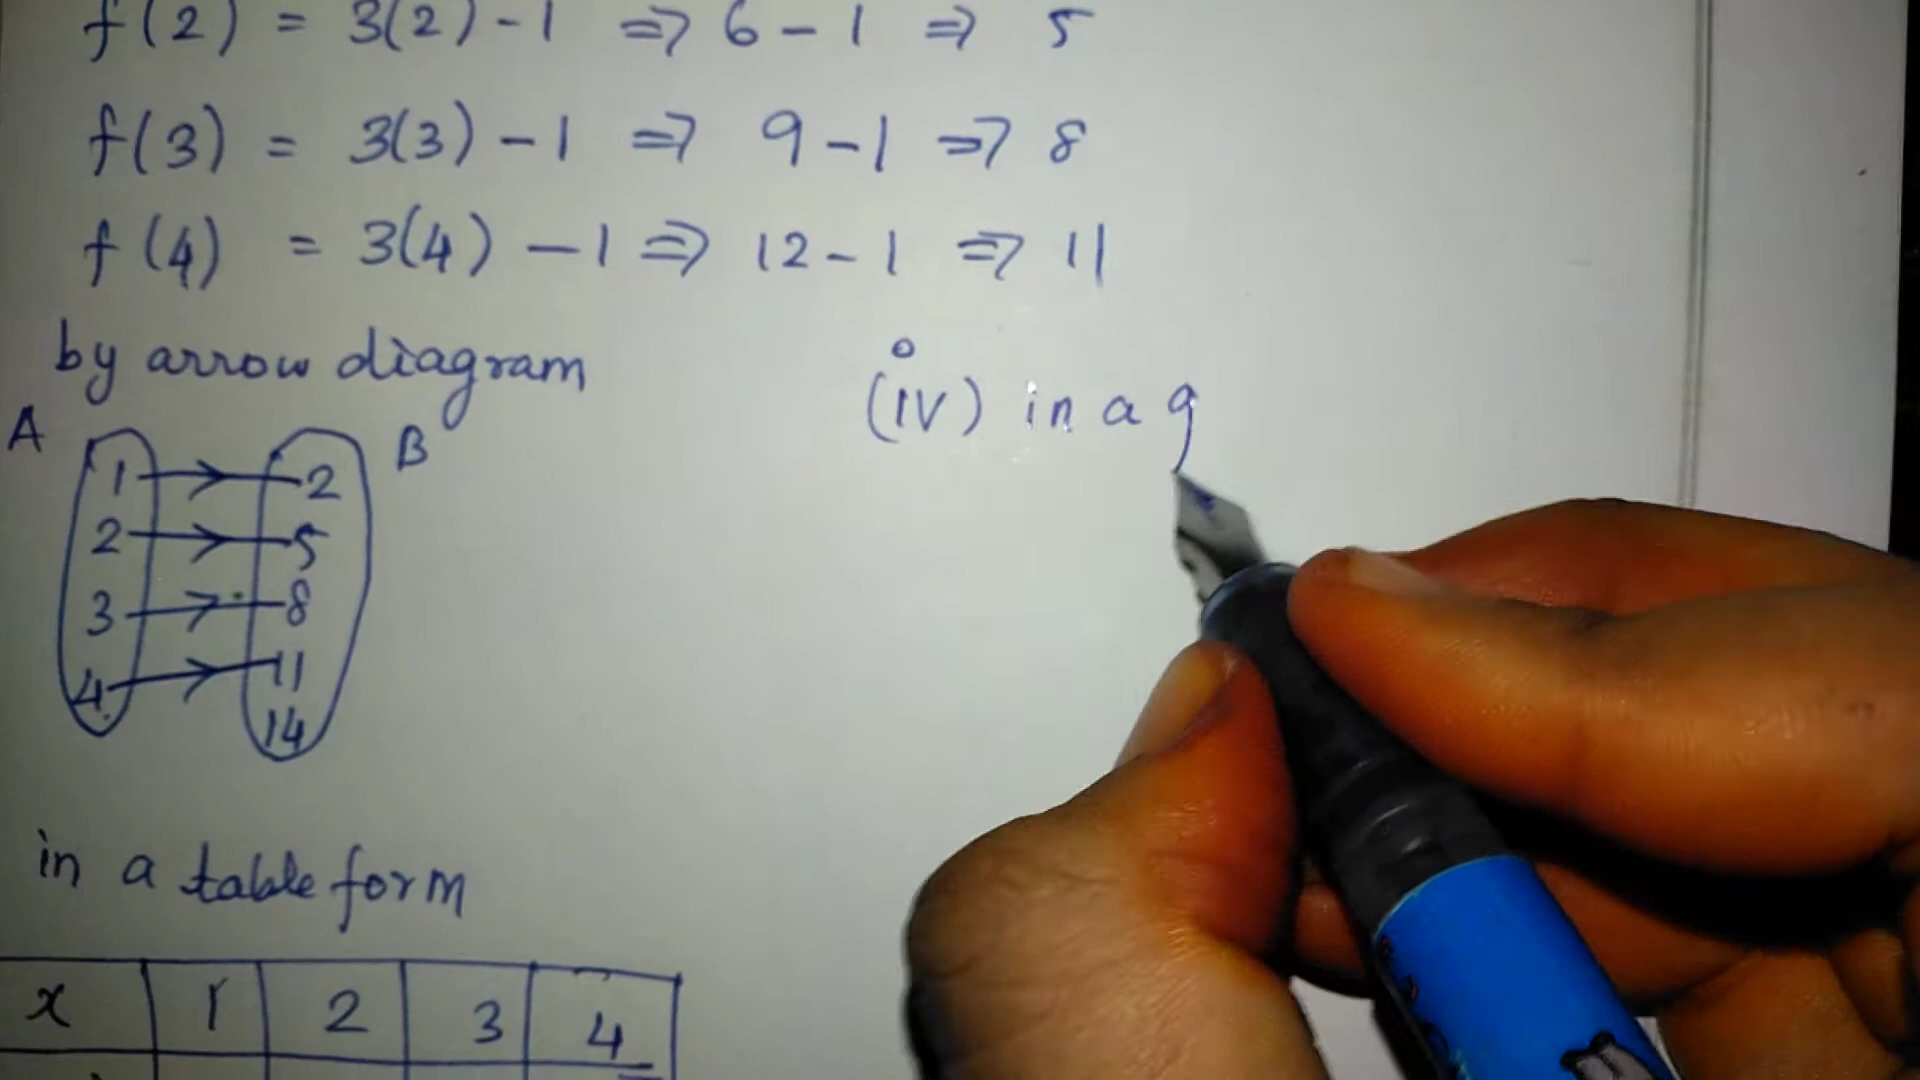 f(2) = 3(2) - 1 ⇒ 6 - 1 ⇒ 5
f(3) = 3(3) - 1 ⇒ 9 - 1 ⇒ 8
f(4) = 3(4) - 1 ⇒ 12 - 1 ⇒ 11
by arrow diagram
A B
1 → 2
2 → 5
3 → 8
4 → 11
14
(iv) in a g
in a table form
x 1 2 3 4